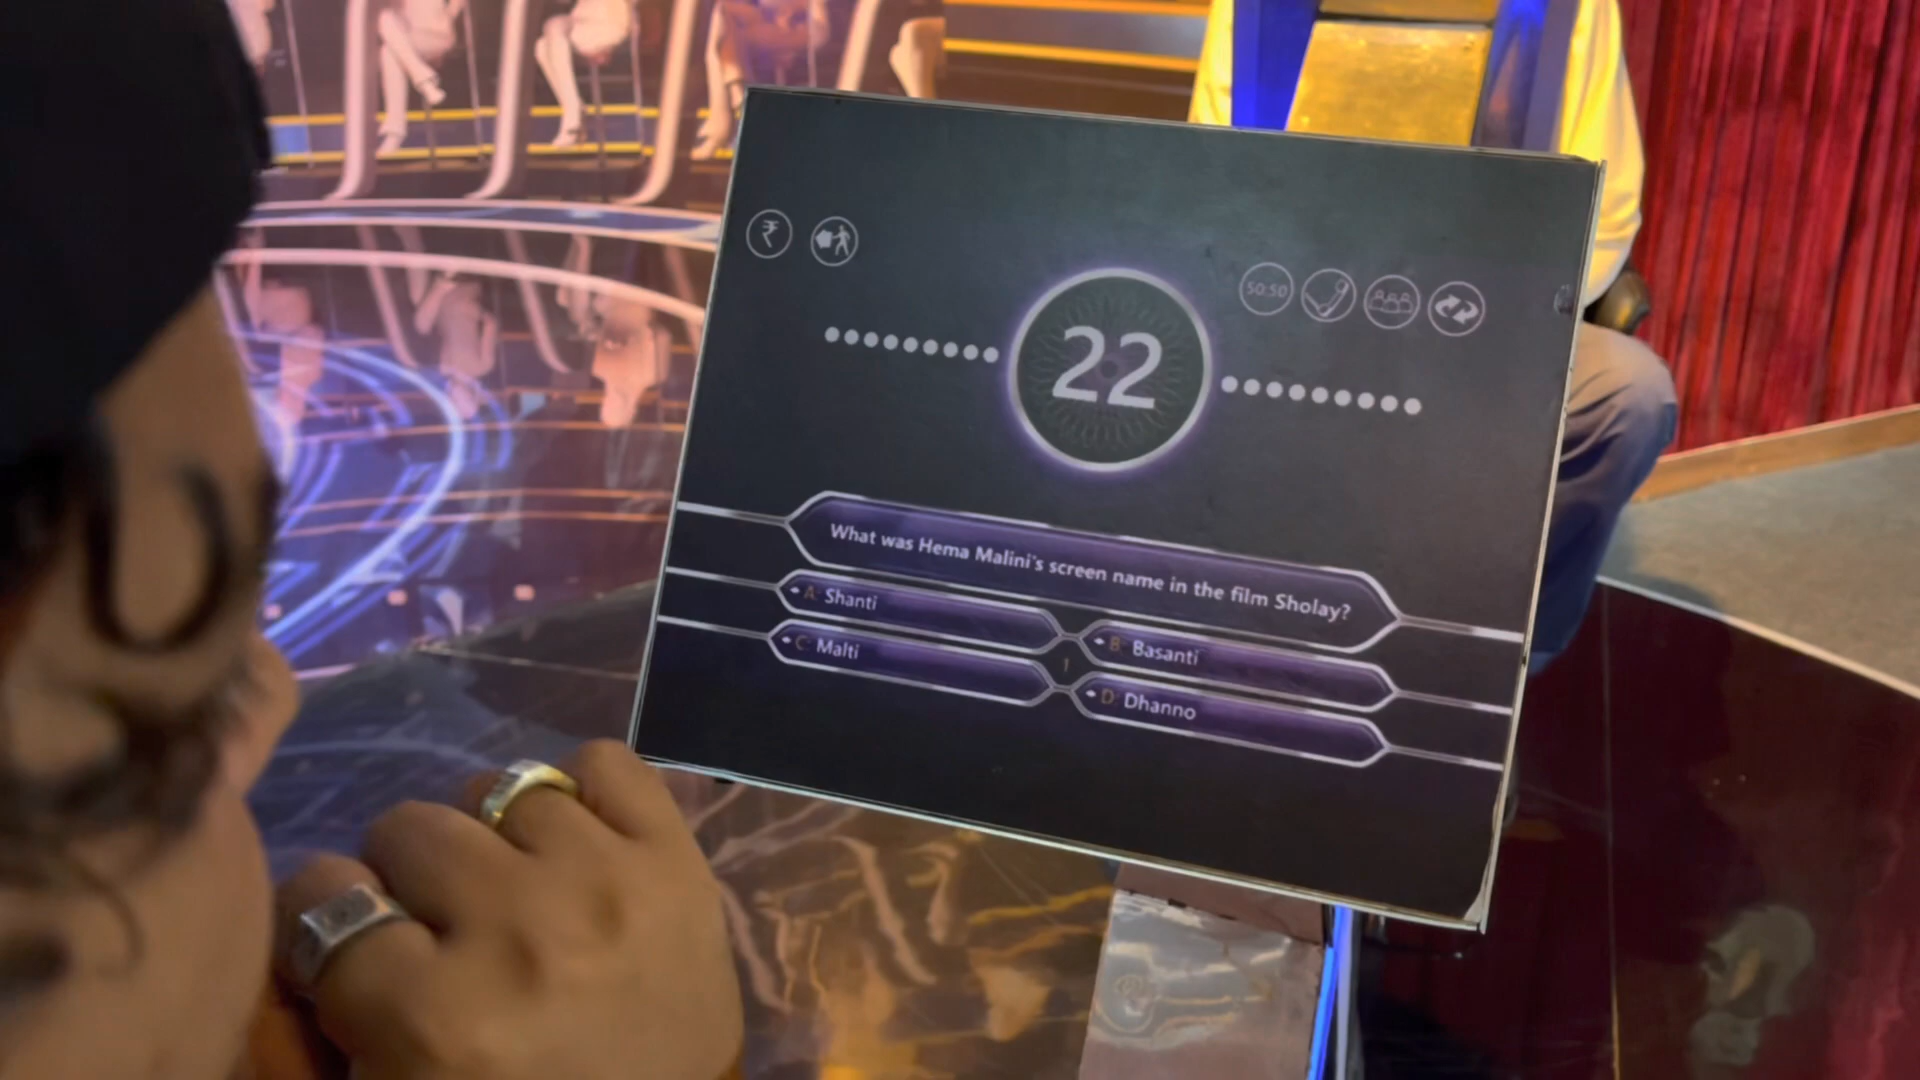 ₹
50:50
22
What was Hema Malini's screen name in the film Sholay?
A: Shanti
B: Basanti
C: Malti
D: Dhanno